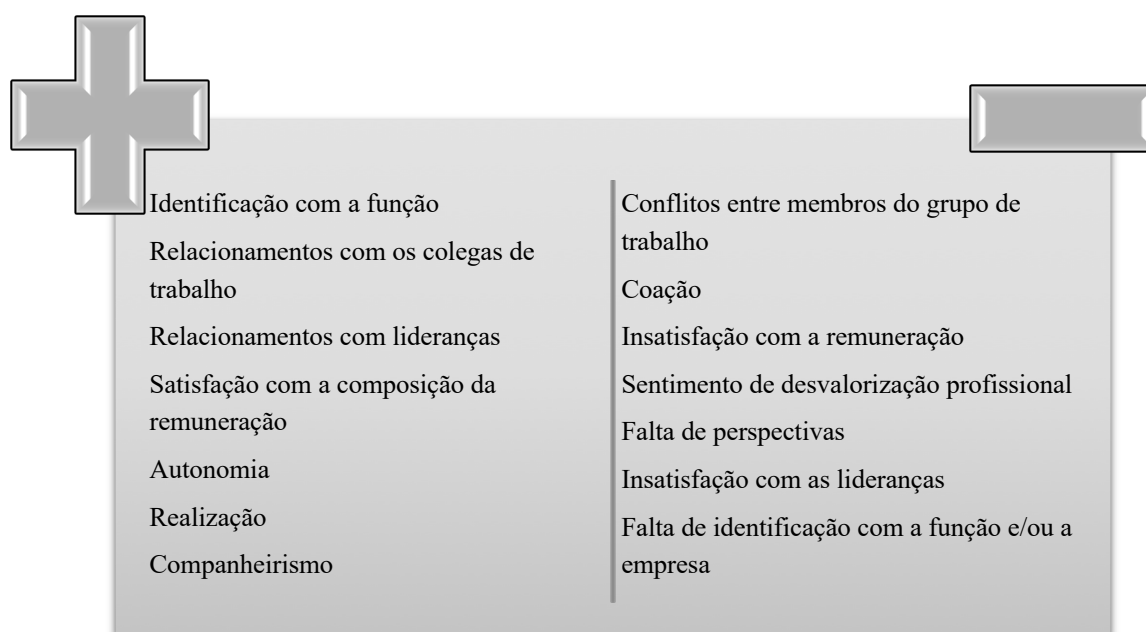 Identificação com a função
Relacionamentos com os colegas de
trabalho
Relacionamentos com lideranças
Satisfação com a composição da
remuneração
Autonomia
Realização
Companheirismo
Conflitos entre membros do grupo de
trabalho
Coação
Insatisfação com a remuneração
Sentimento de desvalorização profissional
Falta de perspectivas
Insatisfação com as lideranças
Falta de identificação com a função e/ou a
empresa